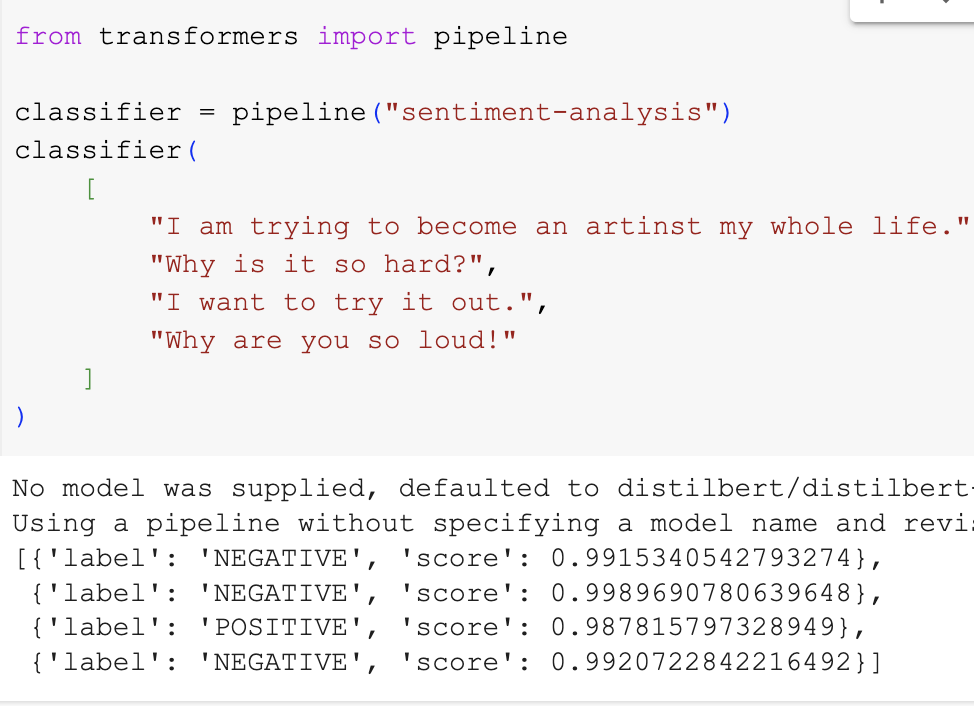 from transformers import pipeline
classifier = pipeline("sentiment-analysis")
classifier(
[
"I am trying to become an artinst my whole life."
"Why is it so hard?",
"I want to try it out.",
"Why are you so loud!"
]
)
No model was supplied, defaulted to distilbert/distilbert-
Using a pipeline without specifying a model name and revis
[{'label': 'NEGATIVE', 'score': 0.9915340542793274},
{'label': 'NEGATIVE', 'score': 0.9989690780639648},
{'label': 'POSITIVE', 'score': 0.987815797328949},
{'label': 'NEGATIVE', 'score': 0.9920722842216492}]